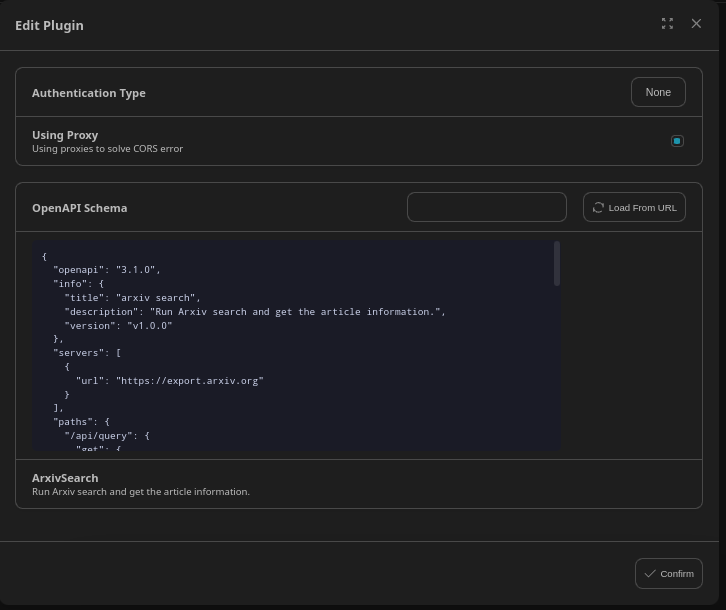 Edit Plugin
Authentication Type
None
Using Proxy
Using proxies to solve CORS error
OpenAPI Schema
Load From URL
{
  "openapi": "3.1.0",
  "info": {
    "title": "arxiv search",
    "description": "Run Arxiv search and get the article information.",
    "version": "v1.0.0"
  },
  "servers": [
    {
      "url": "https://export.arxiv.org"
    }
  ],
  "paths": {
    "/api/query": {
      "get": {
ArxivSearch
Run Arxiv search and get the article information.
Confirm